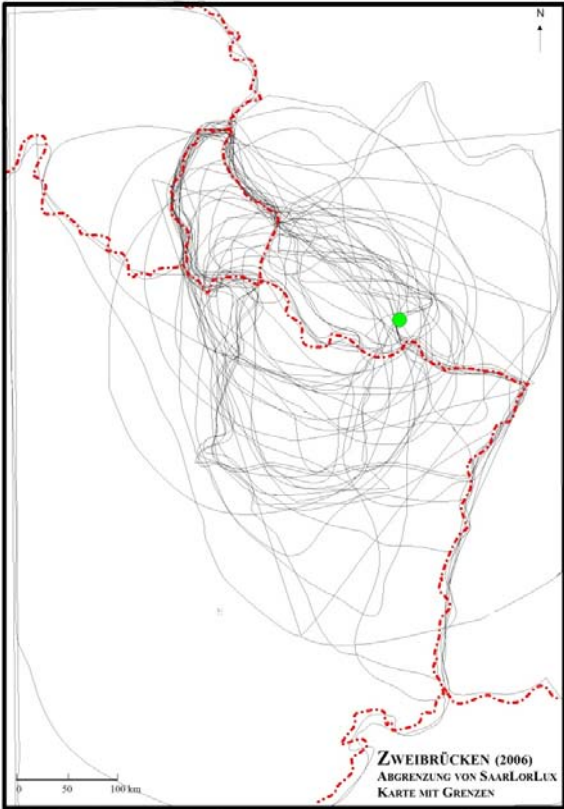 N
0 50 100 km
ZWEIBRÜCKEN (2006)
ABGRENZUNG VON SAARLORLUX
KARTE MIT GRENZEN